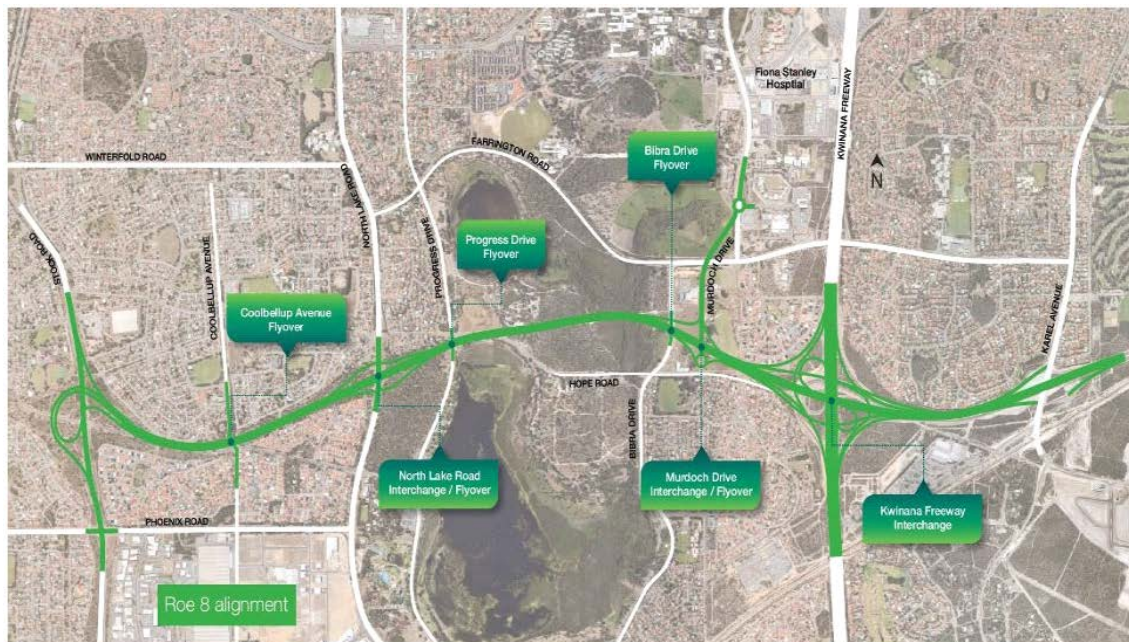 Fiona Stanley
Hosptial
KWINANA FREEWAY
N
WINTERFOLD ROAD
FARRINGTON ROAD
NORTH LAKE ROAD
Bibra Drive
Flyover
PROGRESS DRIVE
Progress Drive
Flyover
STOCK ROAD
COOLBELLUP AVENUE
MURDOCH DRIVE
KAREL AVENUE
Coolbellup Avenue
Flyover
HOPE ROAD
BIBRA DRIVE
North Lake Road
Interchange / Flyover
Murdoch Drive
Interchange / Flyover
Kwinana Freeway
Interchange
PHOENIX ROAD
Roe 8 alignment